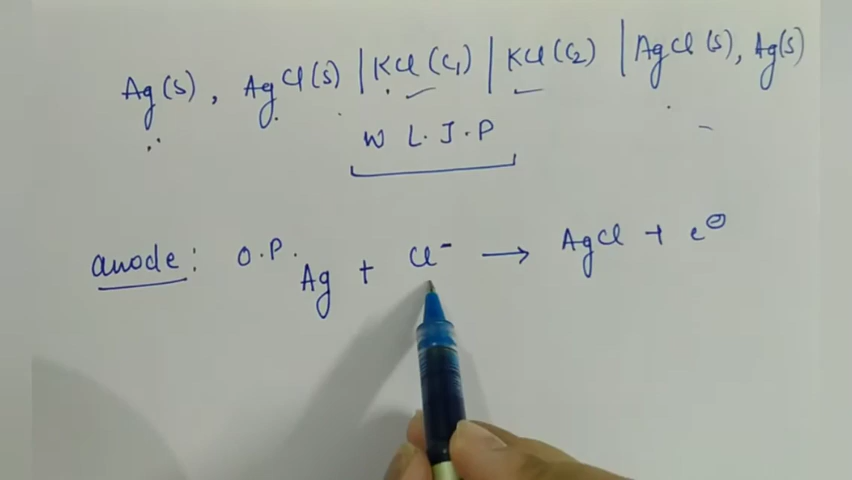 Ag(s), AgCl(s) | KCl(C₁) | KCl(C₂) | AgCl(s), Ag(s)
W L.J.P
anode: O.P. Ag + Cl⁻ → AgCl + e⊖